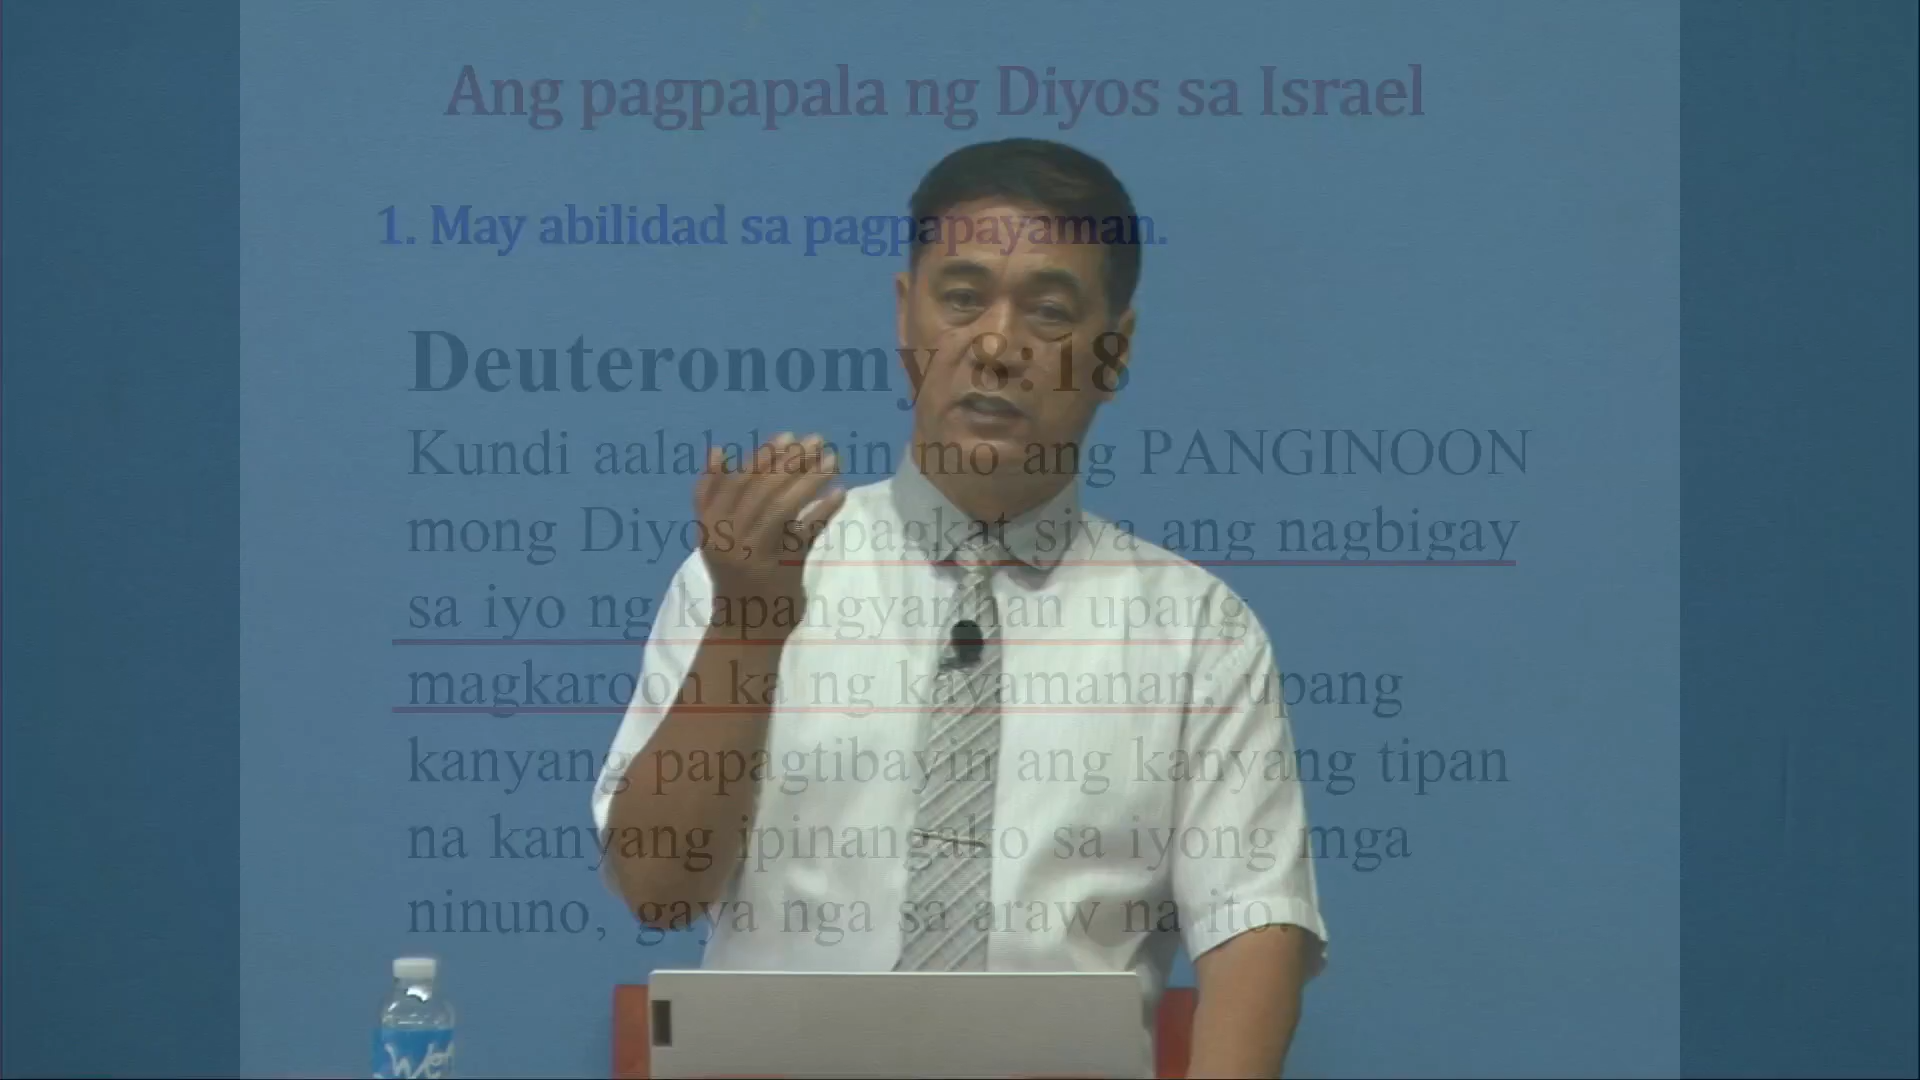 Ang pagpapala ng Diyos sa Israel
1. May abilidad sa pagpapayaman.
Deuteronomy 8:18
Kundi aalalahanin mo ang PANGINOON
mong Diyos, sapagkat siya ang nagbigay
sa iyo ng kapangyarihan upang
magkaroon ka ng kayamanan; upang
kanyang papagtibayin ang kanyang tipan
na kanyang ipinangako sa iyong mga
ninuno, gaya nga sa araw na ito.